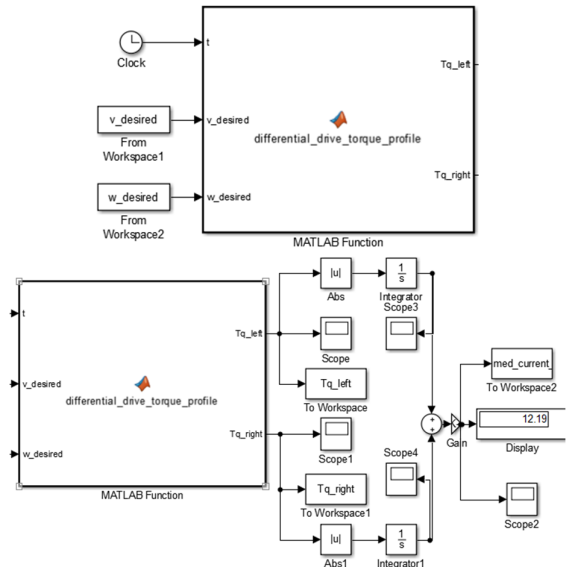 t
Clock
Tq_left
v_desired
v_desired
From
Workspace1
differential_drive_torque_profile
Tq_right
w_desired
w_desired
From
Workspace2
MATLAB Function
t
Tq_left
v_desired
differential_drive_torque_profile
Tq_right
w_desired
MATLAB Function
|u|
Abs
1
s
Integrator
Scope3
Scope
Tq_left
To Workspace
Scope1
Tq_right
To Workspace1
|u|
Abs1
1
s
Integrator1
Scope4
+
+
Gain
med_current_
To Workspace2
12.19
Display
Scope2